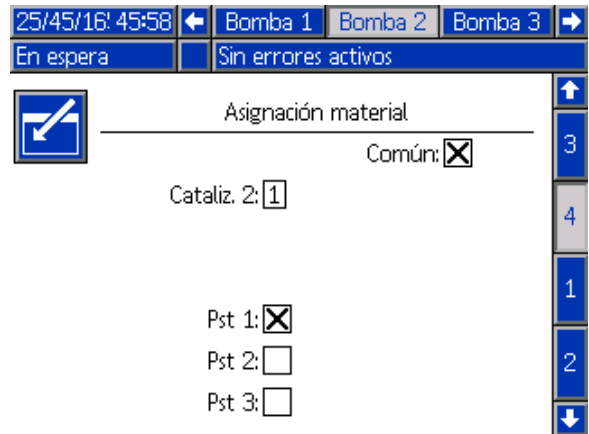 25/45/16 45:58 Bomba 1 Bomba 2 Bomba 3
En espera Sin errores activos
Asignación material
3
Común:
Cataliz. 2: 1
4
1
Pst 1:
Pst 2:
2
Pst 3: